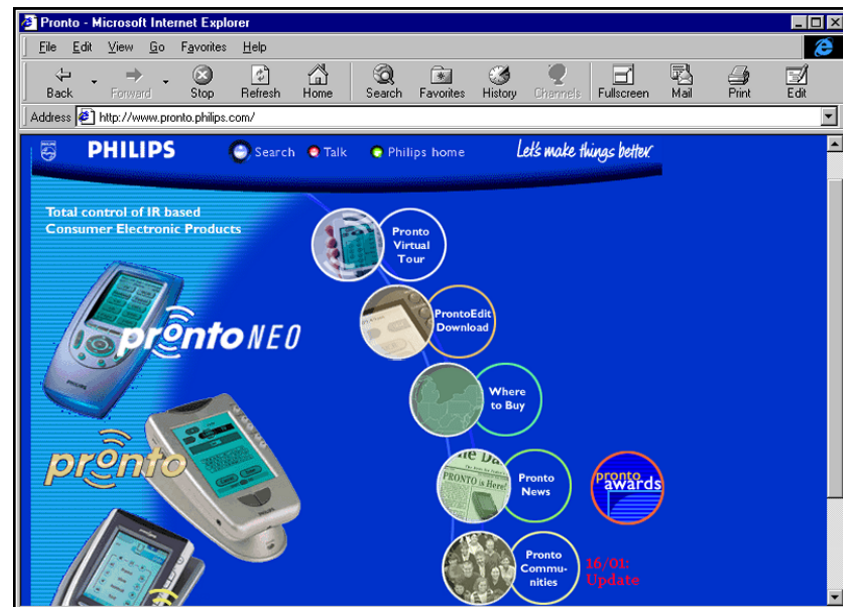 Pronto - Microsoft Internet Explorer
File Edit View Go Favorites Help
Back Forward Stop Refresh Home Search Favorites History Channels Fullscreen Mail Print Edit
Address http://www.pronto.philips.com/
PHILIPS Search Talk Philips home Let's make things better.
Total control of IR based
Consumer Electronic Products
Pronto
Virtual
Tour
ProntoEdit
Download
prontoNEO
Where
to Buy
pronto
PRONTO is Here!
Pronto
News
pronto
awards
Pronto
Commu-
nities
16/01:
Update